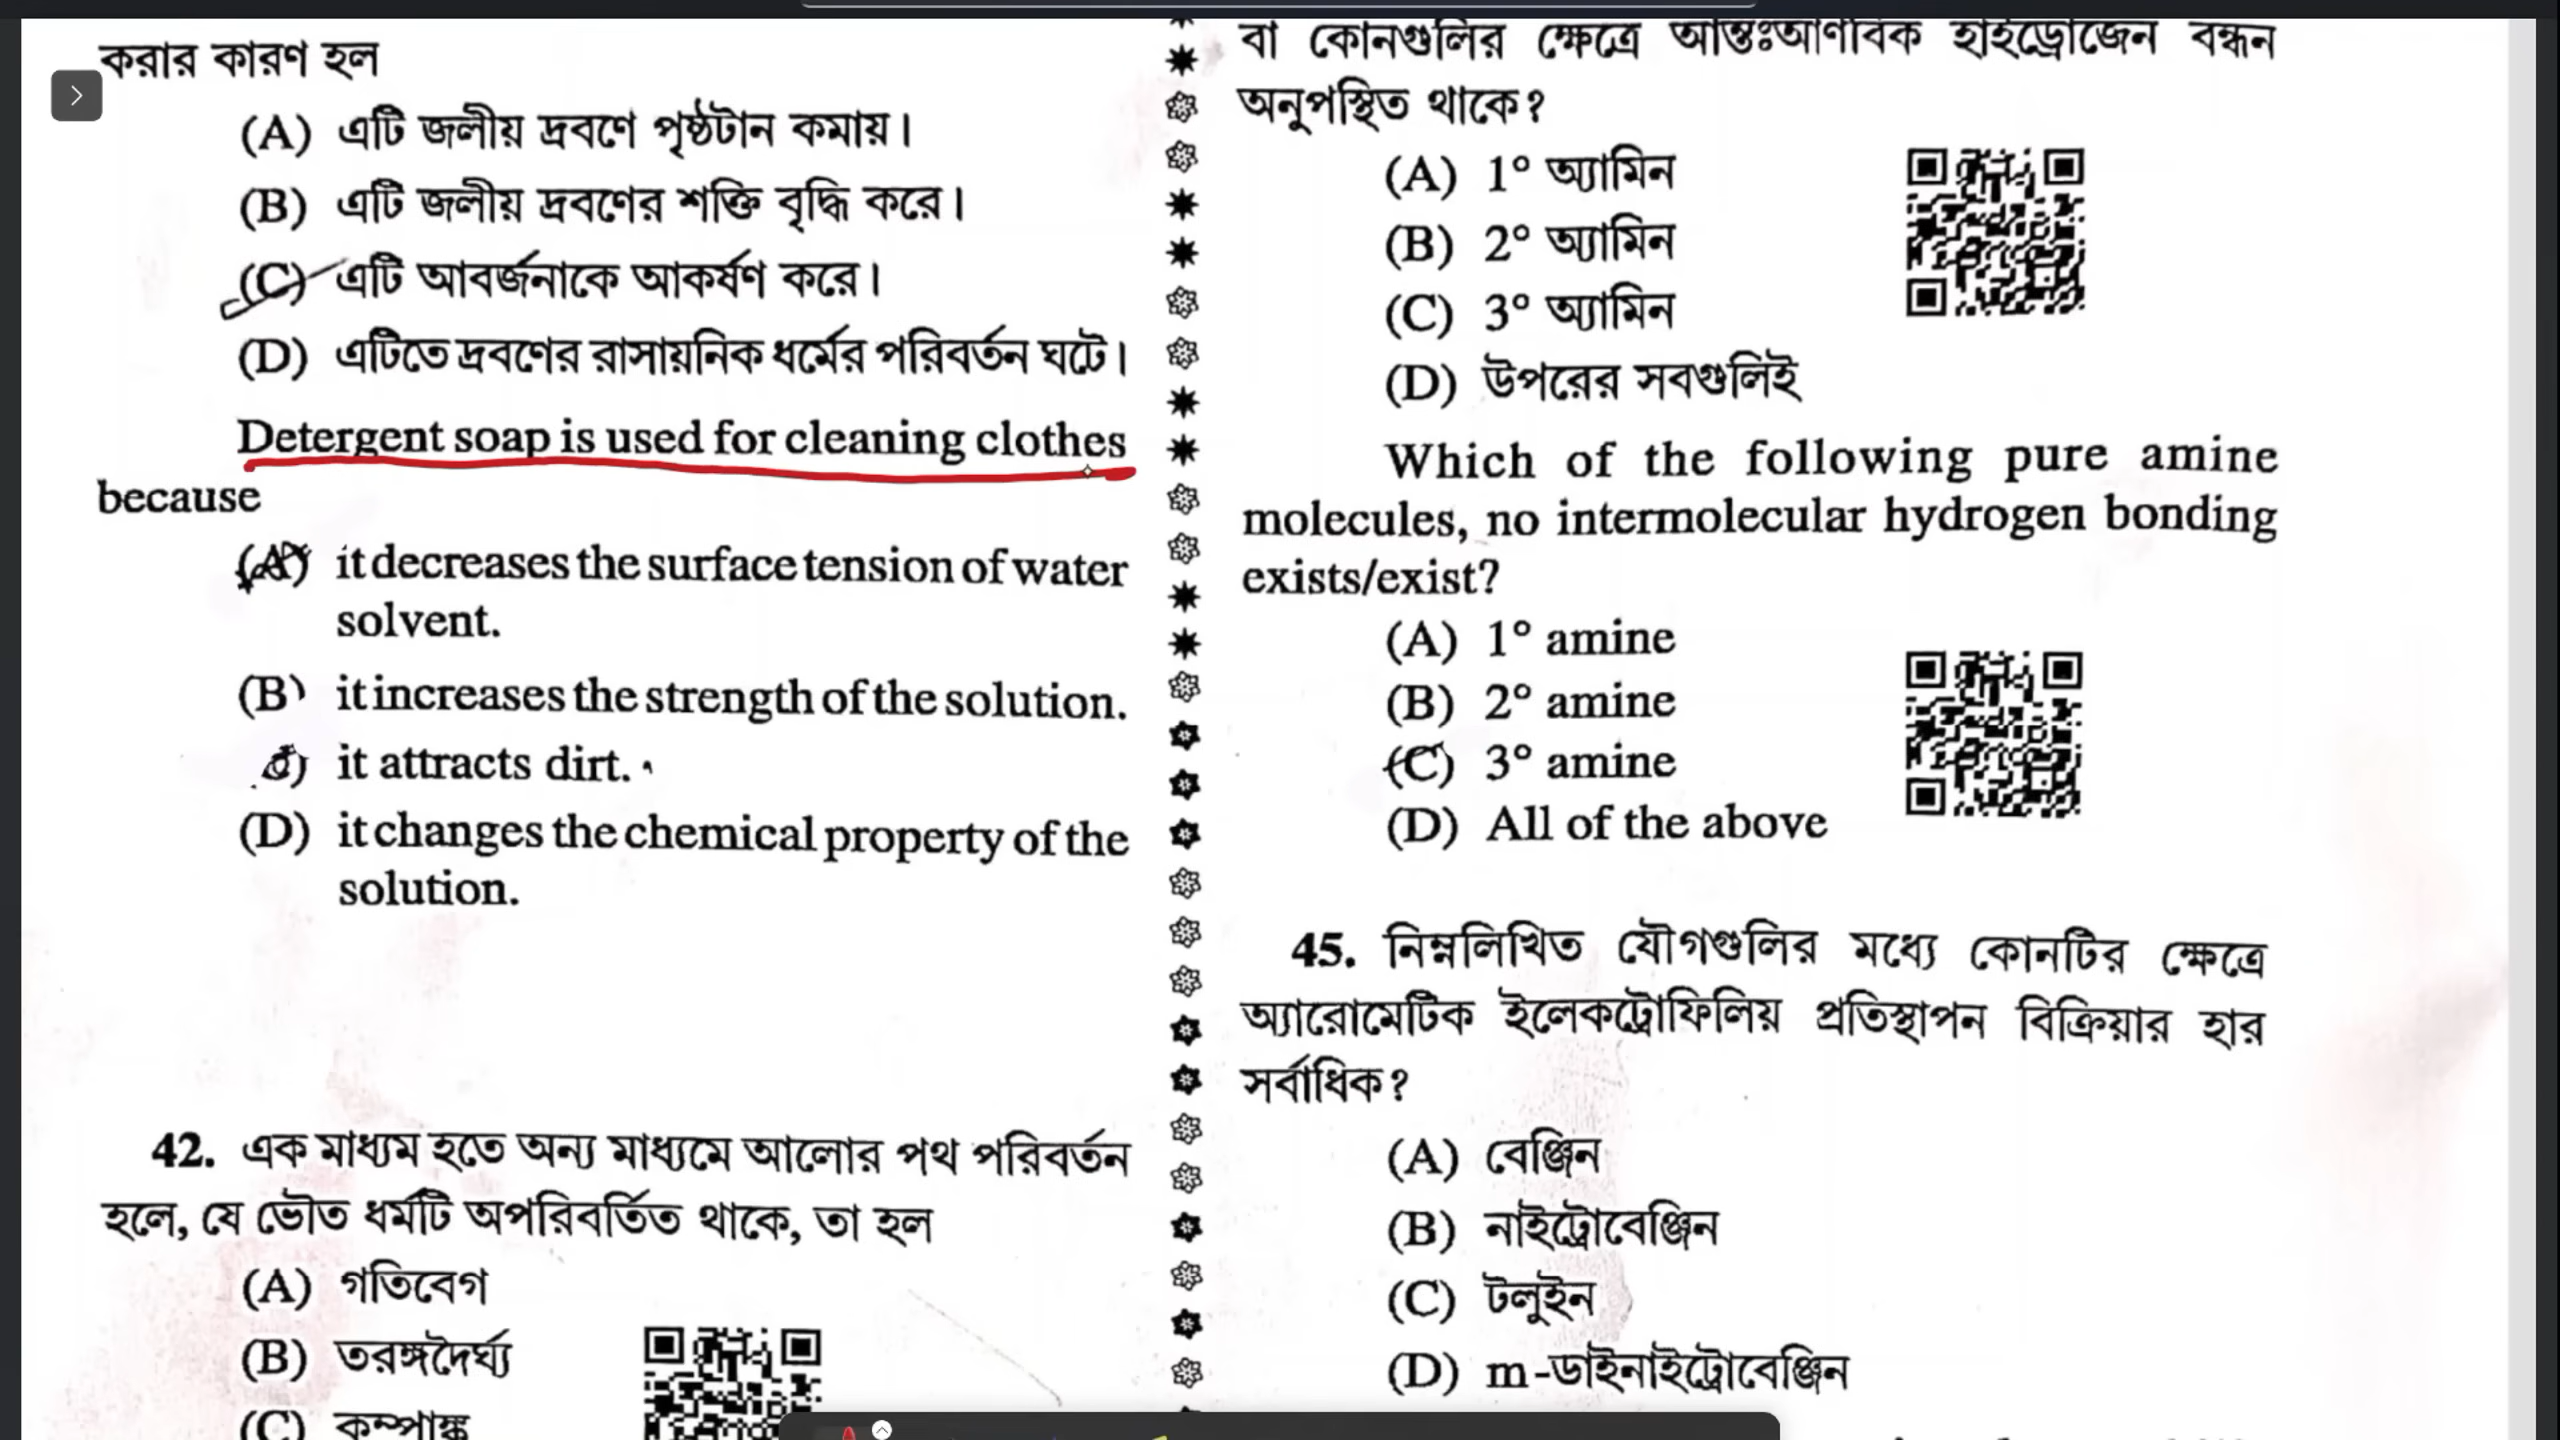 করার কারণ হল
(A) এটি জলীয় দ্রবণে পৃষ্ঠটান কমায়।
(B) এটি জলীয় দ্রবণের শক্তি বৃদ্ধি করে।
(C) এটি আবর্জনাকে আকর্ষণ করে।
(D) এটিতে দ্রবণের রাসায়নিক ধর্মের পরিবর্তন ঘটে।
Detergent soap is used for cleaning clothes
because
(A) it decreases the surface tension of water
solvent.
(B) it increases the strength of the solution.
(C) it attracts dirt.
(D) it changes the chemical property of the
solution.
42. এক মাধ্যম হতে অন্য মাধ্যমে আলোর পথ পরিবর্তন
হলে, যে ভৌত ধর্মটি অপরিবর্তিত থাকে, তা হল
(A) গতিবেগ
(B) তরঙ্গদৈর্ঘ্য
(C) কম্পাঙ্ক
বা কোনগুলির ক্ষেত্রে আন্তঃআণবিক হাইড্রোজেন বন্ধন
অনুপস্থিত থাকে?
(A) 1° অ্যামিন
(B) 2° অ্যামিন
(C) 3° অ্যামিন
(D) উপরের সবগুলিই
Which of the following pure amine
molecules, no intermolecular hydrogen bonding
exists/exist?
(A) 1° amine
(B) 2° amine
(C) 3° amine
(D) All of the above
45. নিম্নলিখিত যৌগগুলির মধ্যে কোনটির ক্ষেত্রে
অ্যারোমেটিক ইলেকট্রোফিলিয় প্রতিস্থাপন বিক্রিয়ার হার
সর্বাধিক?
(A) বেঞ্জিন
(B) নাইট্রোবেঞ্জিন
(C) টলুইন
(D) m-ডাইনাইট্রোবেঞ্জিন